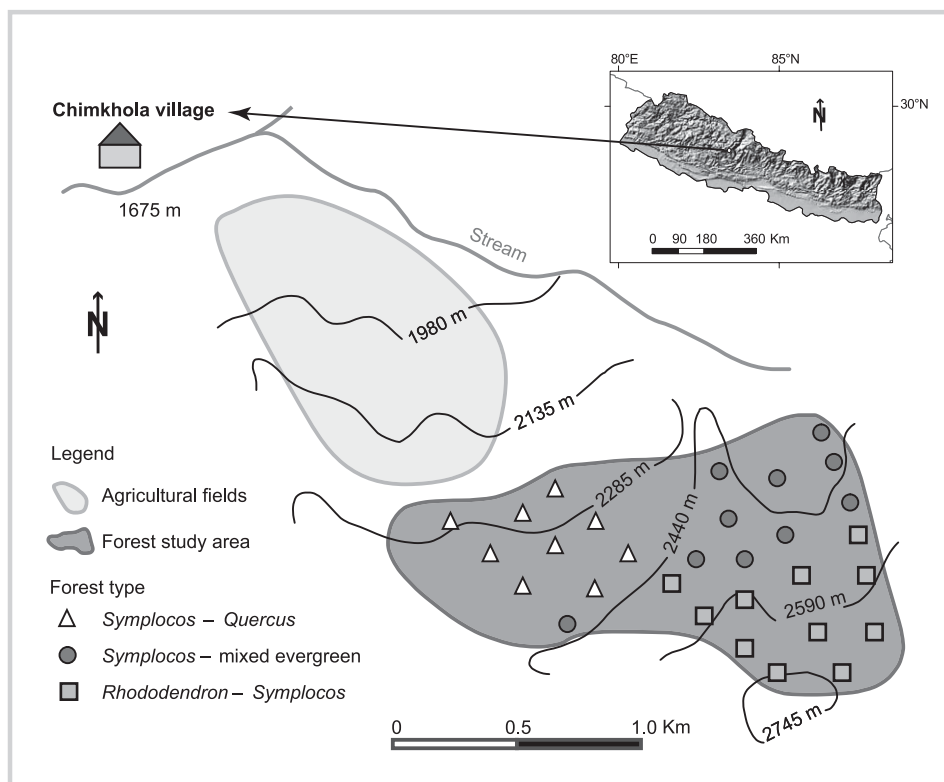 80°E
85°N
30°N
N
0 90 180 360 Km
Chimkhola village
1675 m
Stream
N
1980 m
2135 m
2285 m
2440 m
2590 m
2745 m
Legend
Agricultural fields
Forest study area
Forest type
Symplocos – Quercus
Symplocos – mixed evergreen
Rhododendron – Symplocos
0 0.5 1.0 Km